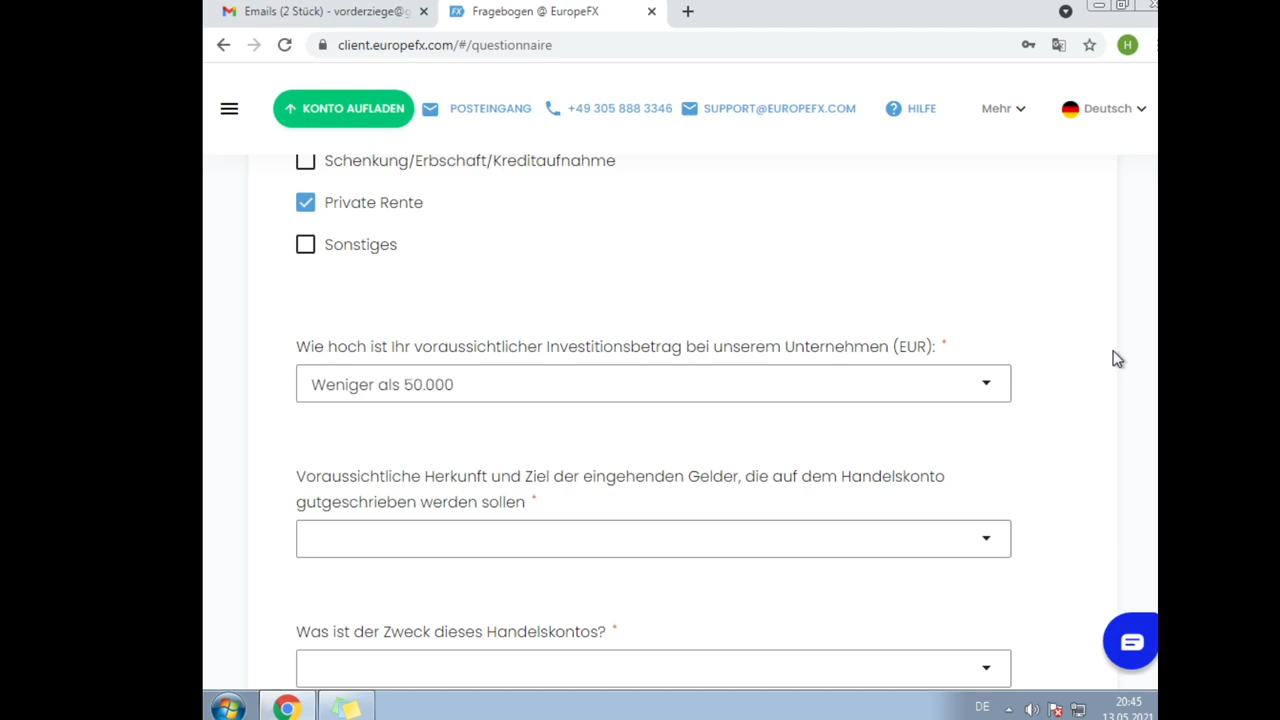 Emails (2 Stück) - vorderziege@g
Fragebogen @ EuropeFX
client.europefx.com/#/questionnaire
H
KONTO AUFLADEN
POSTEINGANG
+49 305 888 3346
SUPPORT@EUROPEFX.COM
HILFE
Mehr
Deutsch
Schenkung/Erbschaft/Kreditaufnahme
Private Rente
Sonstiges
Wie hoch ist Ihr voraussichtlicher Investitionsbetrag bei unserem Unternehmen (EUR): *
Weniger als 50.000
Voraussichtliche Herkunft und Ziel der eingehenden Gelder, die auf dem Handelskonto
gutgeschrieben werden sollen *
Was ist der Zweck dieses Handelskontos? *
DE
20:45
13.05.2021